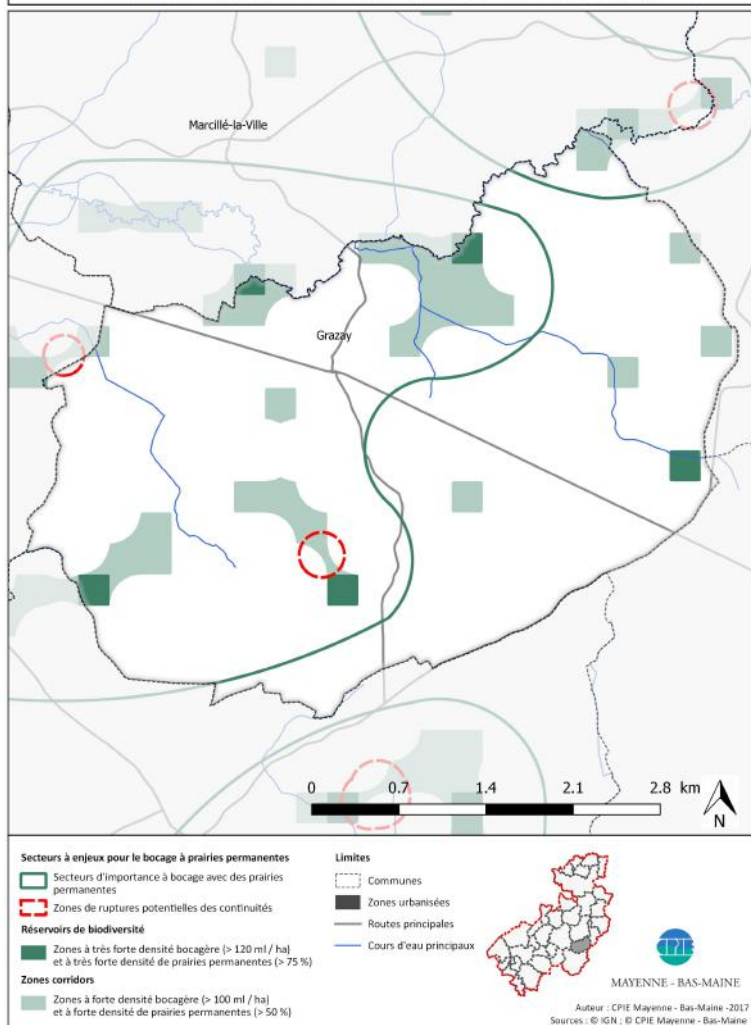 Marcillé-la-Ville
Grazay
0 0.7 1.4 2.1 2.8 km
N
Secteurs à enjeux pour le bocage à prairies permanentes
Secteurs d'importance à bocage avec des prairies
permanentes
Zones de ruptures potentielles des continuités
Réservoirs de biodiversité
Zones à très forte densité bocagère (> 120 ml / ha)
et à très forte densité de prairies permanentes (> 75 %)
Zones corridors
Zones à forte densité bocagère (> 100 ml / ha)
et à forte densité de prairies permanentes (> 50 %)
Limites
Communes
Zones urbanisées
Routes principales
Cours d'eau principaux
CPIE
MAYENNE - BAS-MAINE
Auteur : CPIE Mayenne - Bas-Maine -2017
Sources : © IGN ; © CPIE Mayenne - Bas-Maine